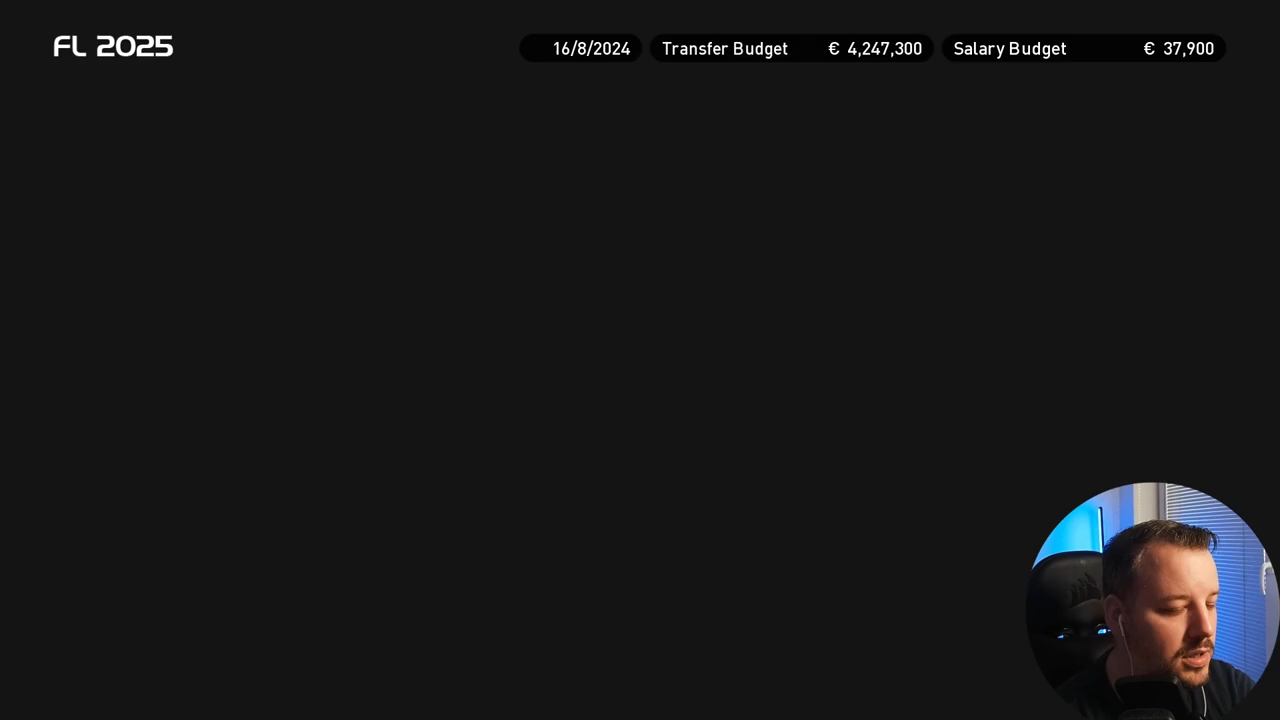 FL 2025
16/8/2024
Transfer Budget € 4,247,300
Salary Budget € 37,900